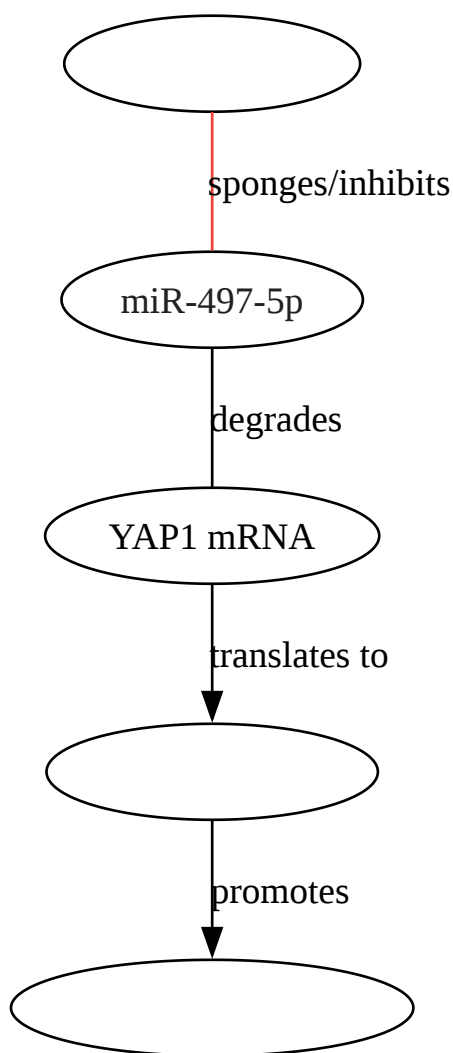 sponges/inhibits
miR-497-5p
degrades
YAP1 mRNA
translates to
promotes